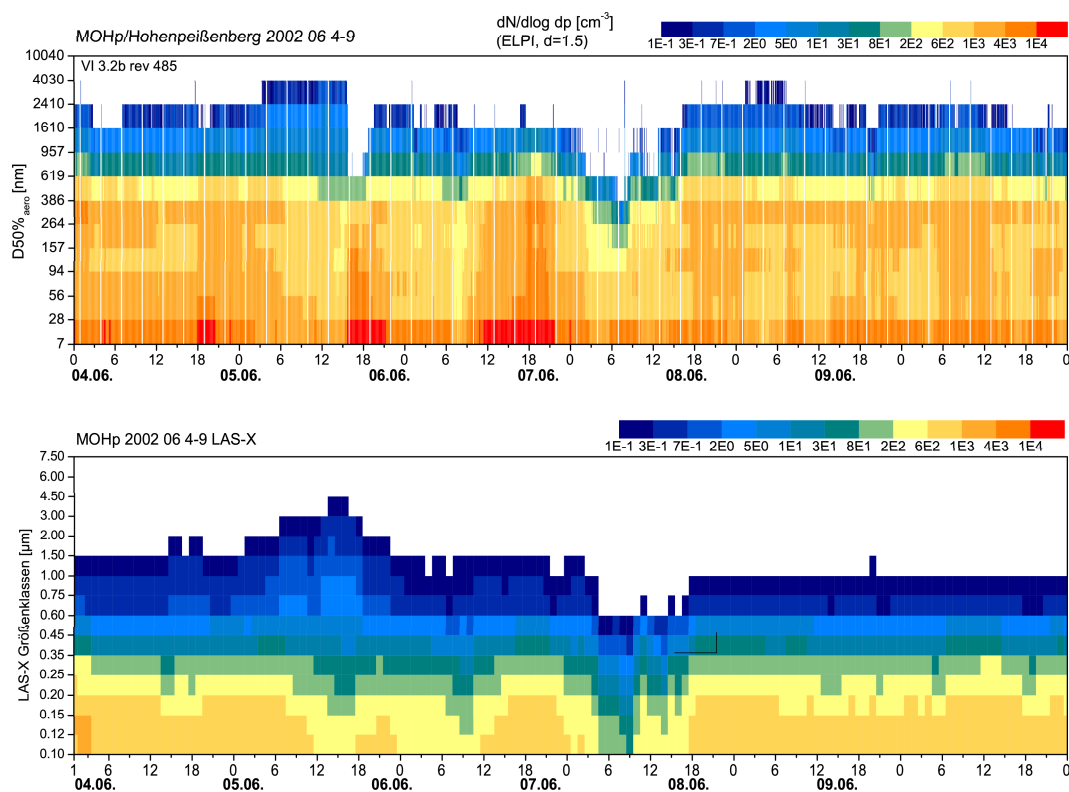 MOHp/Hohenpeißenberg 2002 06 4-9
dN/dlog dp [cm-3]
(ELPI, d=1.5)
1E-1 3E-1 7E-1 2E0 5E0 1E1 3E1 8E1 2E2 6E2 1E3 4E3 1E4
VI 3.2b rev 485
D50%aero [nm]
10040
4030
2410
1610
957
619
386
264
157
94
56
28
7
0 6 12 18 0 6 12 18 0 6 12 18 0 6 12 18 0 6 12 18 0 6 12 18 0
04.06. 05.06. 06.06. 07.06. 08.06. 09.06.
MOHp 2002 06 4-9 LAS-X
1E-1 3E-1 7E-1 2E0 5E0 1E1 3E1 8E1 2E2 6E2 1E3 4E3 1E4
LAS-X Größenklassen [µm]
7.50
6.00
4.50
3.00
2.00
1.50
1.00
0.75
0.60
0.45
0.35
0.25
0.20
0.15
0.12
0.10
1 6 12 18 0 6 12 18 0 6 12 18 0 6 12 18 0 6 12 18 0 6 12 18 0
04.06. 05.06. 06.06. 07.06. 08.06. 09.06.